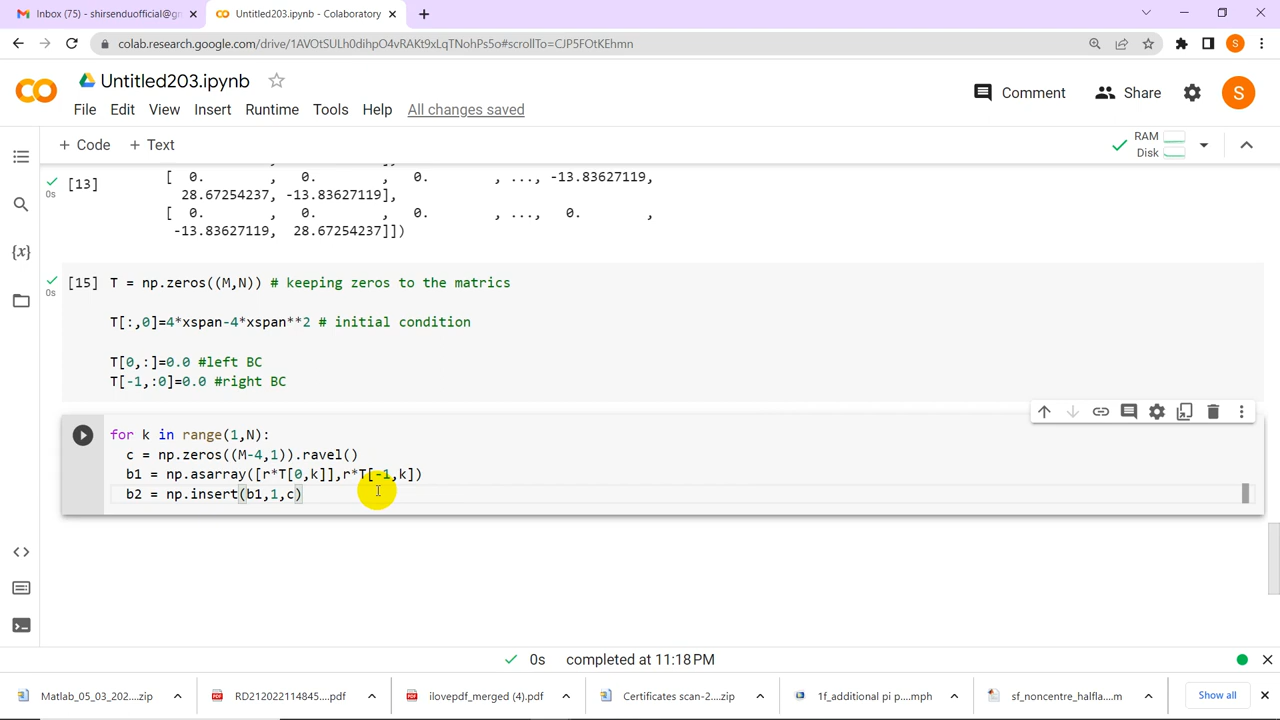 Inbox (75) - shirsenduofficial@gm
Untitled203.ipynb - Colaboratory
colab.research.google.com/drive/
Untitled203.ipynb
File Edit View Insert Runtime Tools Help All changes saved
Comment Share S
+ Code + Text
RAM
Disk
[13]
[ 0. , 0. , 0. , ..., -13.83627119,
28.67254237, -13.83627119],
[ 0. , 0. , 0. , ..., 0. ,
-13.83627119, 28.67254237]])
0s
[15] T = np.zeros((M,N)) # keeping zeros to the matrics
0s
T[:,0]=4*xspan-4*xspan**2 # initial condition
T[0,:]=0.0 #left BC
T[-1,:0]=0.0 #right BC
for k in range(1,N):
c = np.zeros((M-4,1)).ravel()
b1 = np.asarray([r*T[0,k]],r*T[-1,k])
b2 = np.insert(b1,1,c)
0s completed at 11:18 PM
Matlab_05_03_202....zip
RD212022114845....pdf
ilovepdf_merged (4).pdf
Certificates scan-2....zip
1f_additional pi p....mph
sf_noncentre_halfla....m
Show all